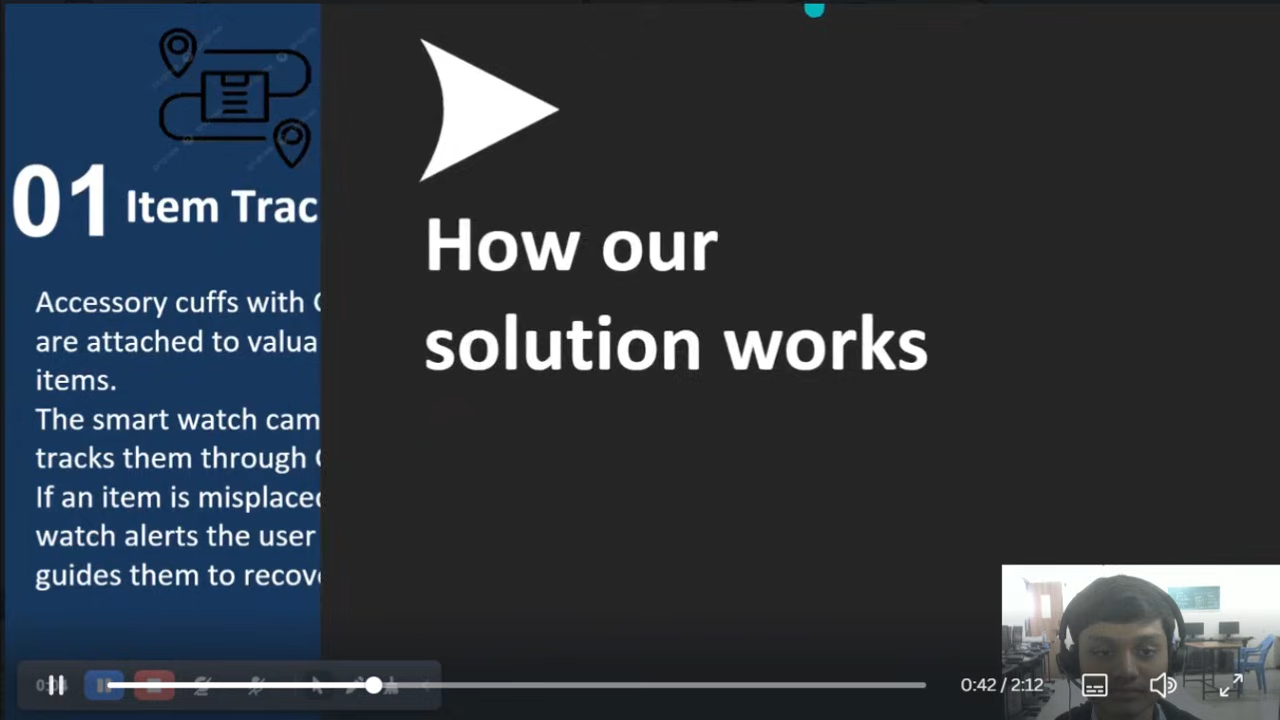 01 Item Trac
Accessory cuffs with
are attached to valua
items.
The smart watch cam
tracks them through
If an item is misplaced
watch alerts the user
guides them to recov
How our
solution works
0:42 / 2:12